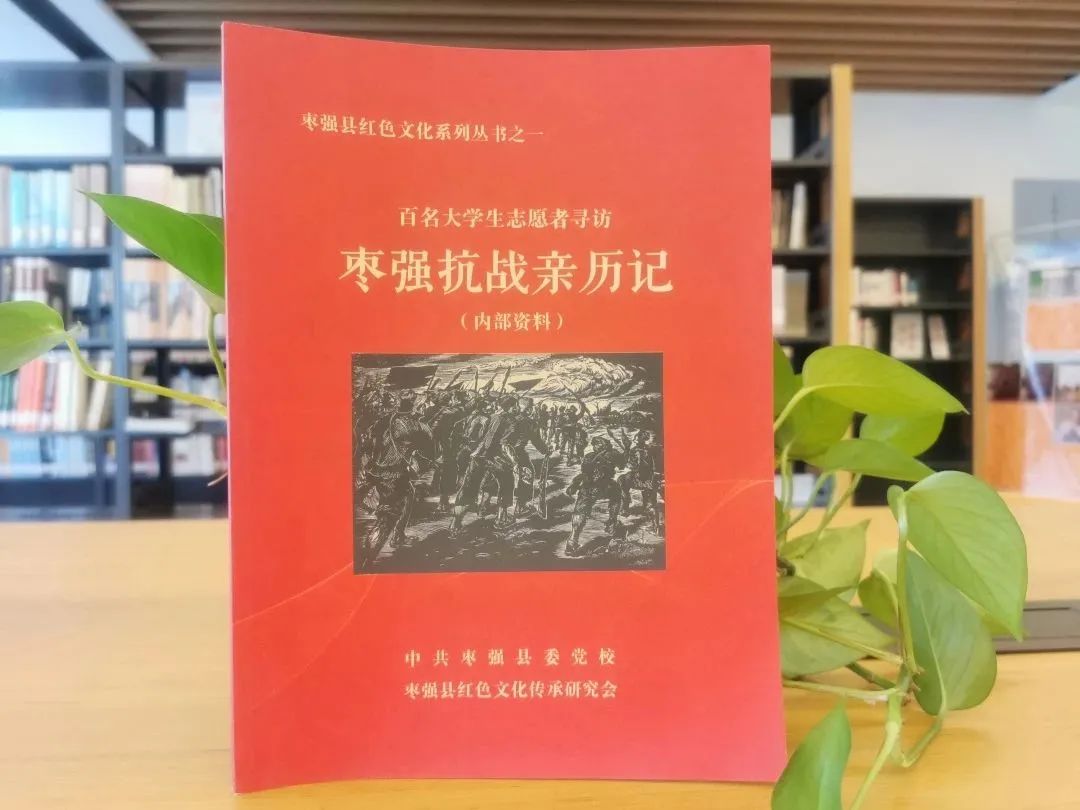 枣强县红色文化系列丛书之一
百名大学生志愿者寻访
枣强抗战亲历记
（内部资料）
中共枣强县委党校
枣强县红色文化传承研究会